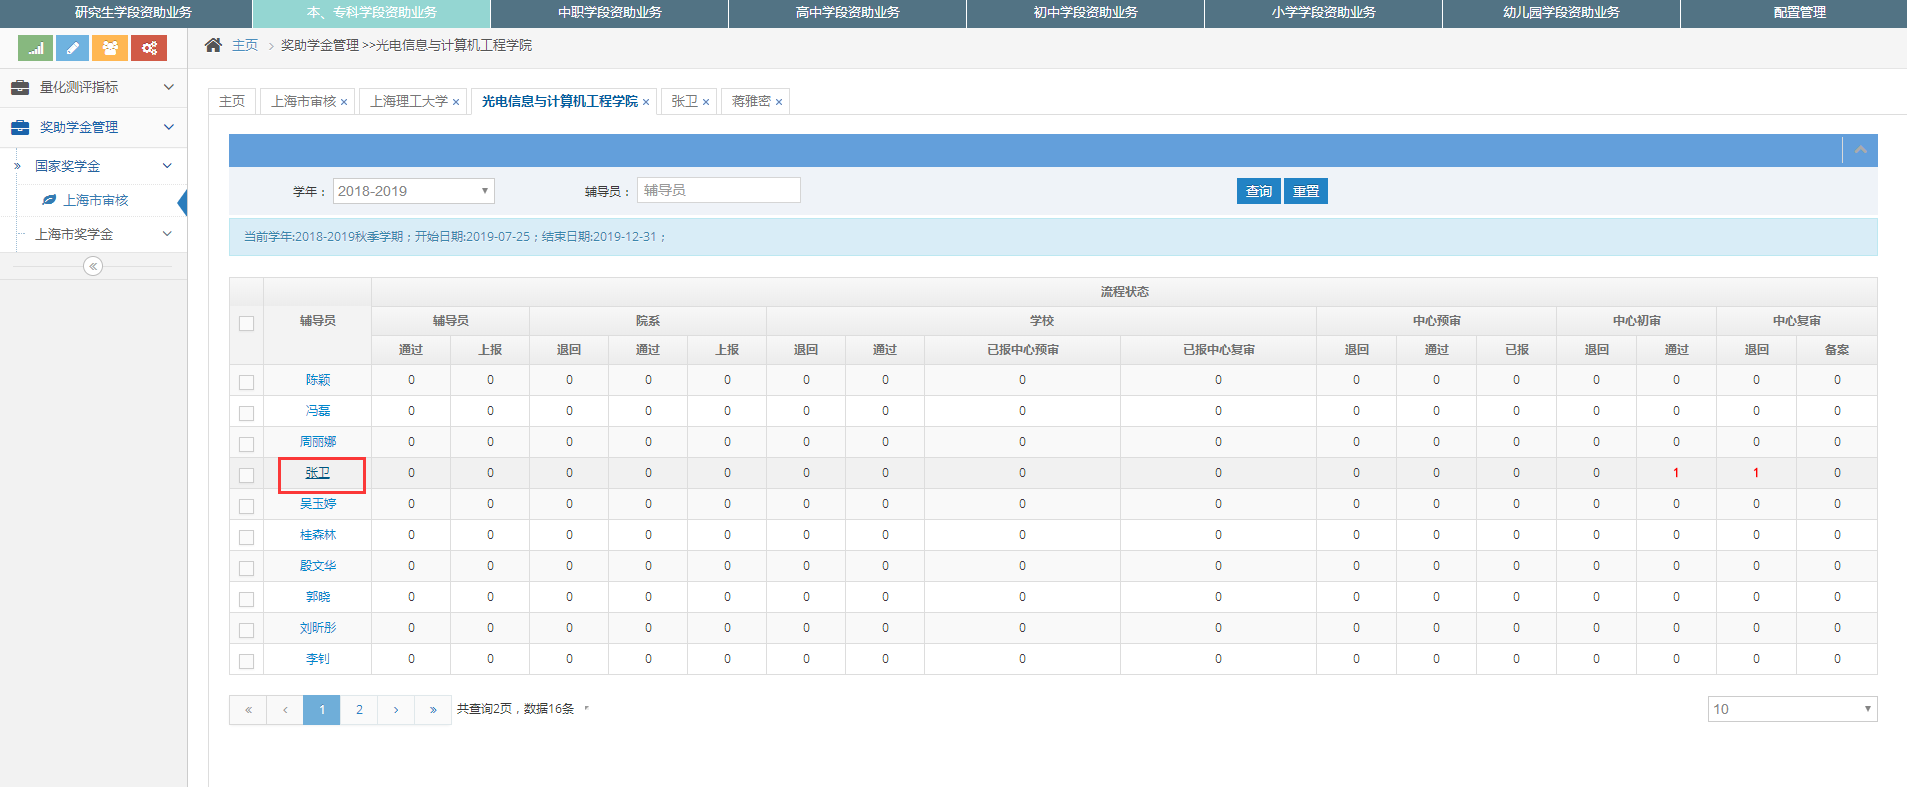 研究生学段资助业务 本、专科学段资助业务 中职学段资助业务 高中学段资助业务 初中学段资助业务 小学学段资助业务 幼儿园学段资助业务 配置管理
主页 奖助学金管理 >>光电信息与计算机工程学院
量化测评指标
奖助学金管理
国家奖学金
上海市审核
上海市奖学金
主页 上海市审核 × 上海理工大学 × 光电信息与计算机工程学院 × 张卫 × 蒋雅密 ×
学年： 2018-2019 辅导员： 辅导员 查询 重置
当前学年:2018-2019秋季学期；开始日期:2019-07-25；结束日期:2019-12-31；
流程状态
辅导员 辅导员 院系 学校 中心预审 中心初审 中心复审
通过 上报 退回 通过 上报 退回 通过 已报中心预审 已报中心复审 退回 通过 已报 退回 通过 退回 备案
陈颖 0 0 0 0 0 0 0 0 0 0 0 0 0 0 0 0
冯磊 0 0 0 0 0 0 0 0 0 0 0 0 0 0 0 0
周丽娜 0 0 0 0 0 0 0 0 0 0 0 0 0 0 0 0
张卫 0 0 0 0 0 0 0 0 0 0 0 0 0 1 1 0
吴玉婷 0 0 0 0 0 0 0 0 0 0 0 0 0 0 0 0
桂森林 0 0 0 0 0 0 0 0 0 0 0 0 0 0 0 0
殷文华 0 0 0 0 0 0 0 0 0 0 0 0 0 0 0 0
郭晓 0 0 0 0 0 0 0 0 0 0 0 0 0 0 0 0
刘昕彤 0 0 0 0 0 0 0 0 0 0 0 0 0 0 0 0
李钊 0 0 0 0 0 0 0 0 0 0 0 0 0 0 0 0
« ‹ 1 2 › » 共查询2页，数据16条 10